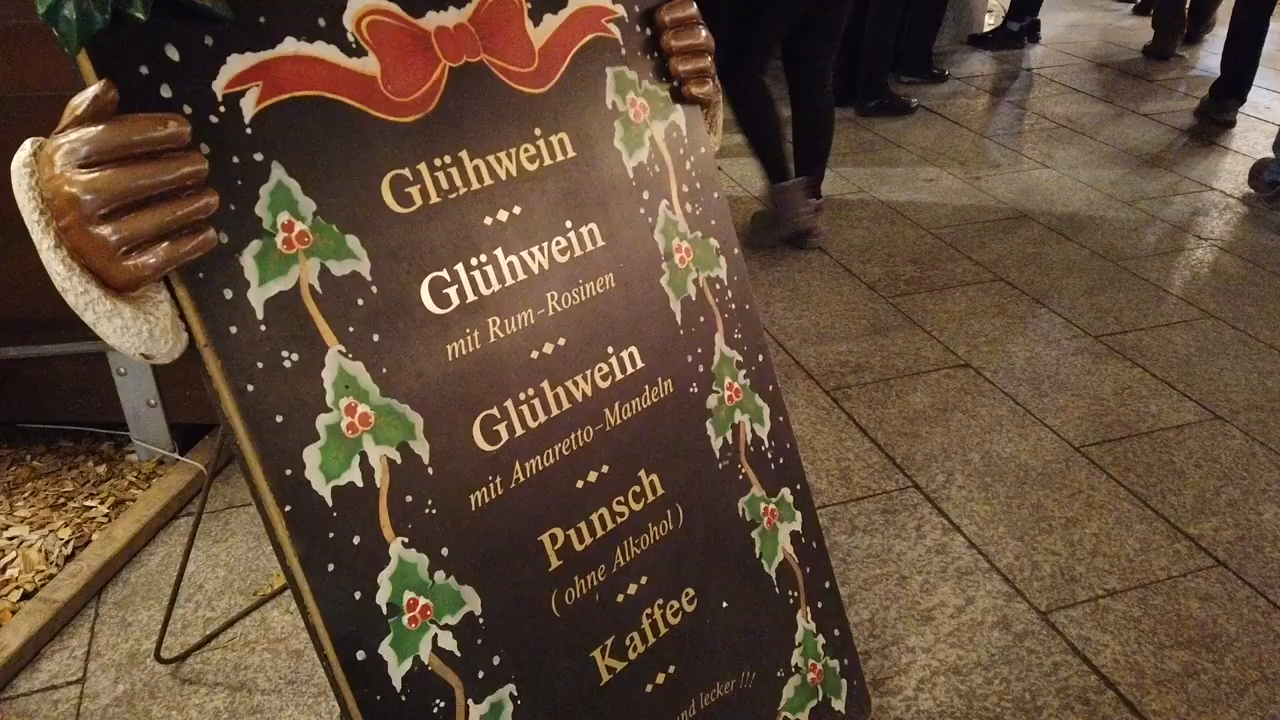 Glühwein
Glühwein
mit Rum-Rosinen
Glühwein
mit Amaretto-Mandeln
Punsch
( ohne Alkohol )
Kaffee
und lecker !!!